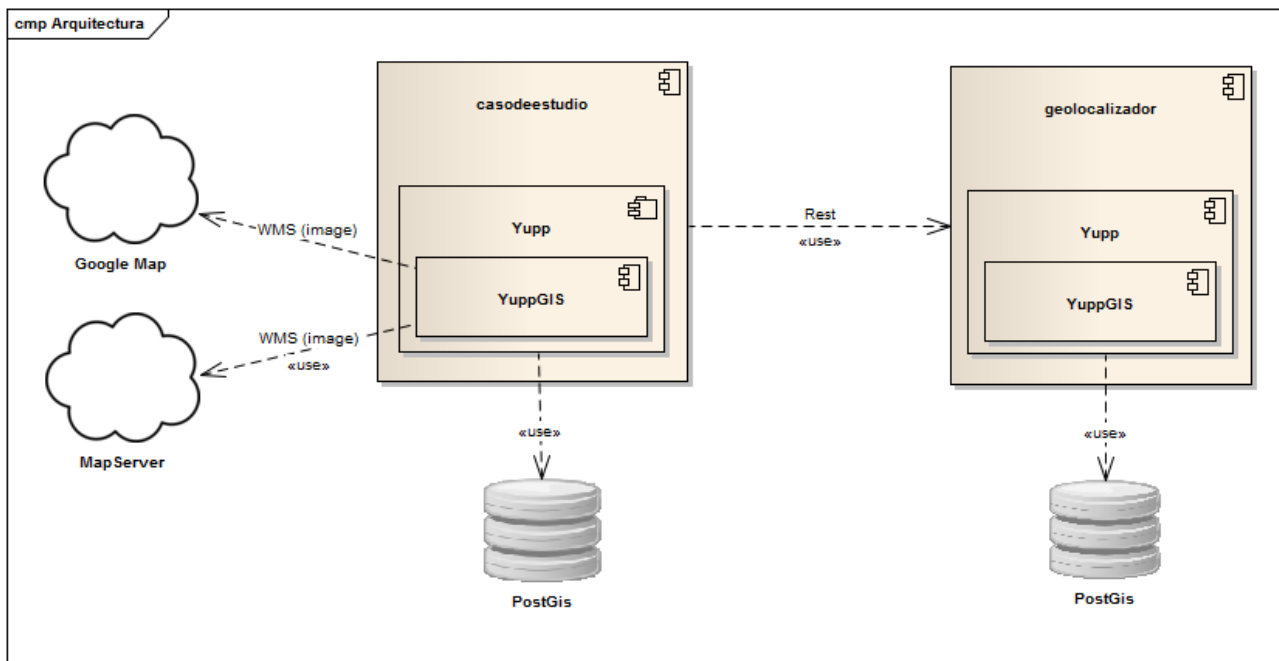 cmp Arquitectura
casodeestudio
geolocalizador
Google Map
WMS (image)
Yupp
YuppGIS
Rest
«use»
Yupp
YuppGIS
WMS (image)
«use»
MapServer
«use»
«use»
PostGis
PostGis